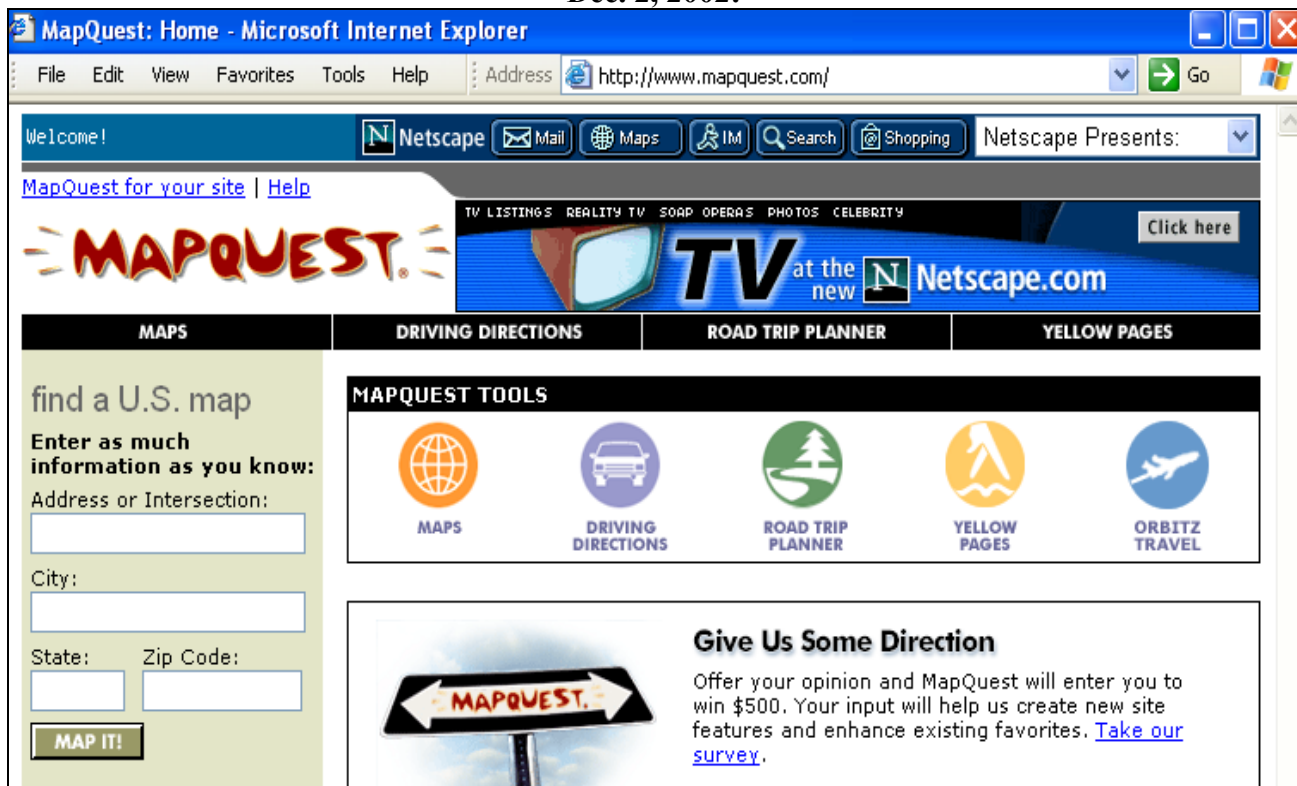 Dec. 2, 2002:
MapQuest: Home - Microsoft Internet Explorer
File Edit View Favorites Tools Help Address http://www.mapquest.com/ Go
Welcome! N Netscape Mail Maps IM Search Shopping Netscape Presents:
MapQuest for your site | Help
TV LISTINGS REALITY TV SOAP OPERAS PHOTOS CELEBRITY
Click here
MAPQUEST.®
TV at the new N Netscape.com
MAPS DRIVING DIRECTIONS ROAD TRIP PLANNER YELLOW PAGES
find a U.S. map
Enter as much
information as you know:
Address or Intersection:
City:
State: Zip Code:
MAP IT!
MAPQUEST TOOLS
MAPS
DRIVING
DIRECTIONS
ROAD TRIP
PLANNER
YELLOW
PAGES
ORBITZ
TRAVEL
MAPQUEST.
Give Us Some Direction
Offer your opinion and MapQuest will enter you to
win $500. Your input will help us create new site
features and enhance existing favorites. Take our
survey.